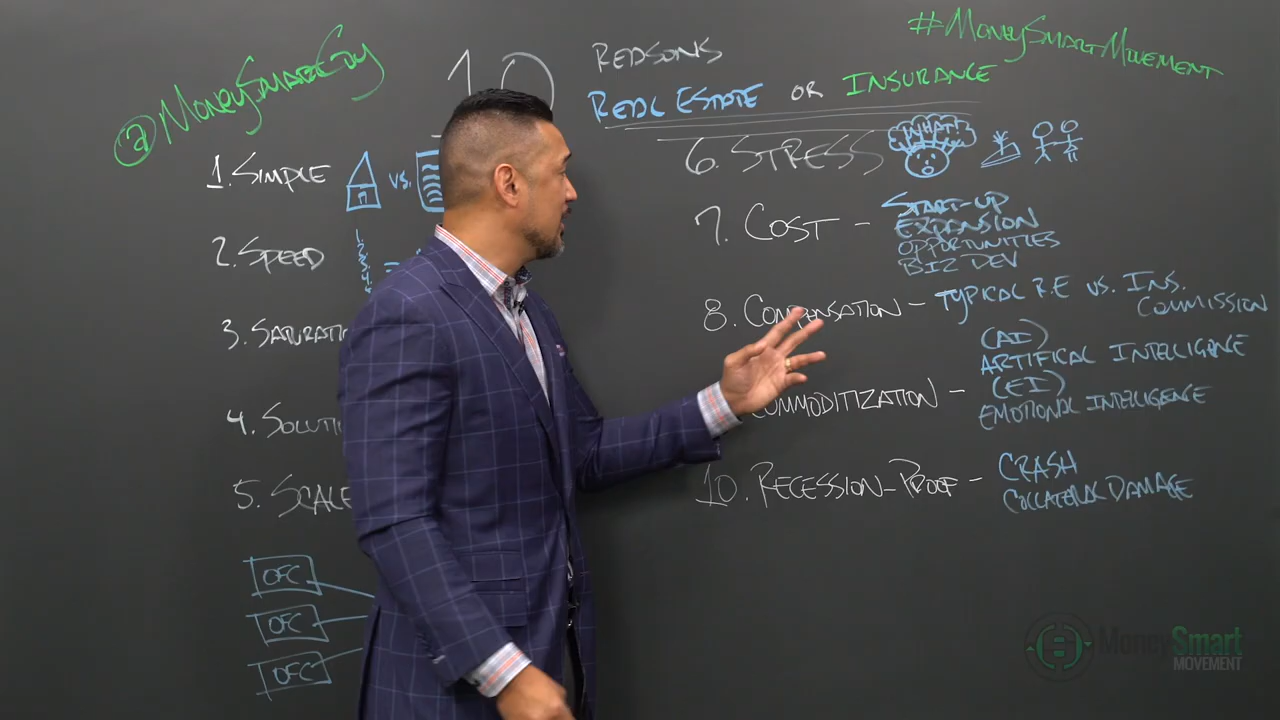 @MoneySmartGuy
10
REASONS
REAL ESTATE OR INSURANCE
#MoneySmartMovement
1. SIMPLE
VS.
2. SPEED
3. SATURATIO
4. SOLUTI
5. SCALE
OFC
OFC
OFC
6. STRESS
WHAT!
7. COST - START-UP
EXPANSION
OPPORTUNITIES
BIZ DEV
8. COMPENSATION - TYPICAL R.E VS. INS.
COMMISSION
(AI)
ARTIFICAL INTELLIGENCE
OMMODITIZATION - (EI)
EMOTIONAL INTELLIGENCE
10. RECESSION-PROOF - CRASH
COLLATERAL DAMAGE
MoneySmart
MOVEMENT